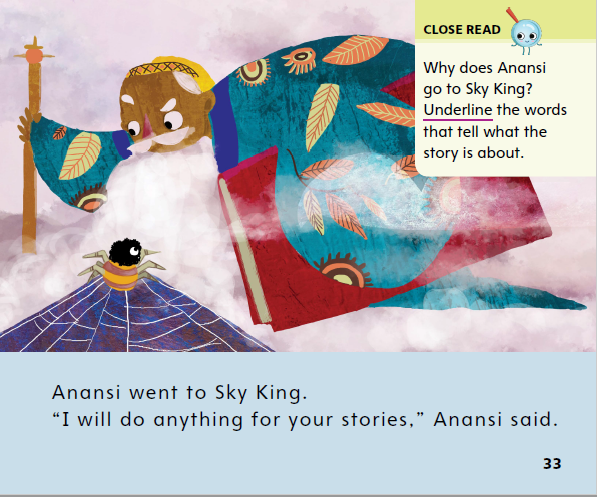 CLOSE READ
Why does Anansi
go to Sky King?
Underline the words
that tell what the
story is about.
Anansi went to Sky King.
“I will do anything for your stories,” Anansi said.
33